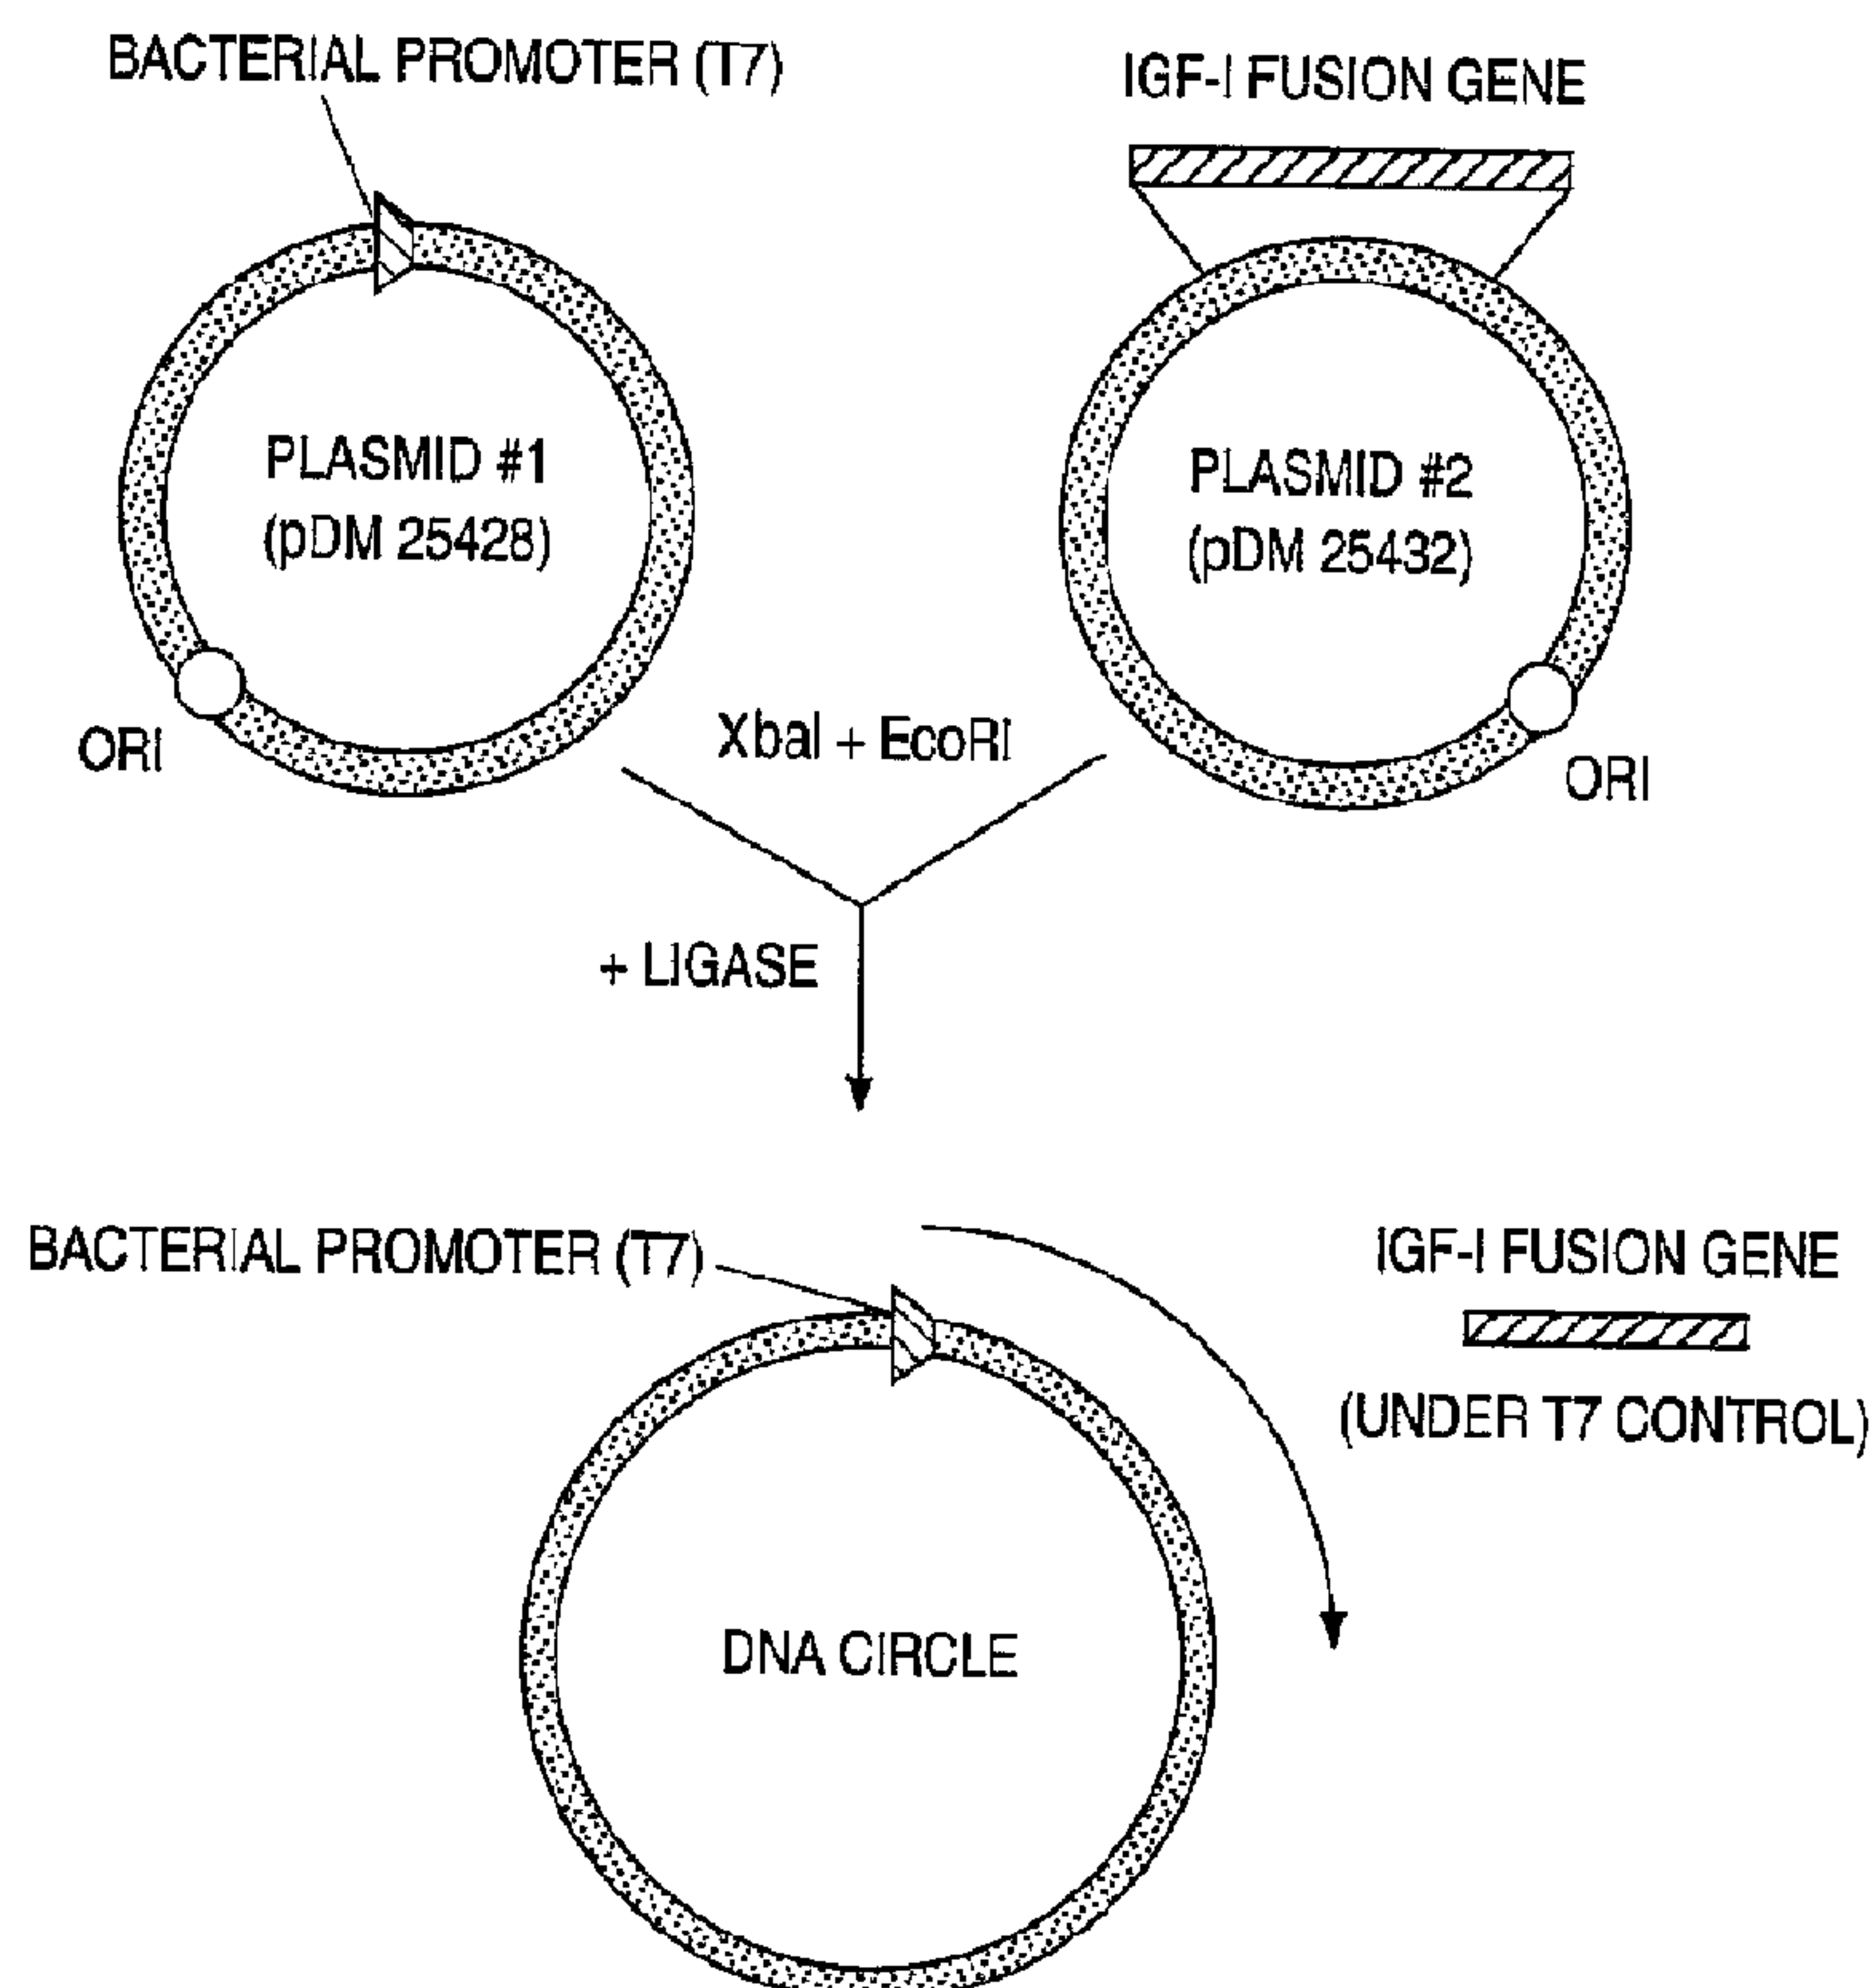 BACTERIAL PROMOTER (T7)
IGF-I FUSION GENE
PLASMID #1
(pDM 25428)
PLASMID #2
(pDM 25432)
ORI
XbaI + EcoRI
ORI
+ LIGASE
BACTERIAL PROMOTER (T7)
IGF-I FUSION GENE
(UNDER T7 CONTROL)
DNA CIRCLE